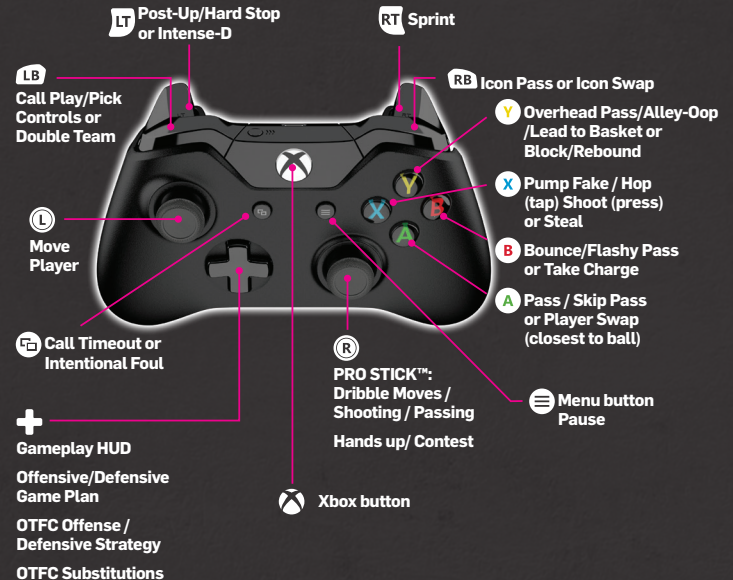 LT Post-Up/Hard Stop
or Intense-D
RT Sprint
LB
Call Play/Pick
Controls or
Double Team
RB Icon Pass or Icon Swap
Y Overhead Pass/Alley-Oop
/Lead to Basket or
Block/Rebound
X Pump Fake / Hop
(tap) Shoot (press)
or Steal
B Bounce/Flashy Pass
or Take Charge
A Pass / Skip Pass
or Player Swap
(closest to ball)
Y
X
B
A
L
Move
Player
Call Timeout or
Intentional Foul
R
PRO STICK™:
Dribble Moves /
Shooting / Passing
Hands up/ Contest
Menu button
Pause
Gameplay HUD
Offensive/Defensive
Game Plan
OTFC Offense /
Defensive Strategy
OTFC Substitutions
Xbox button